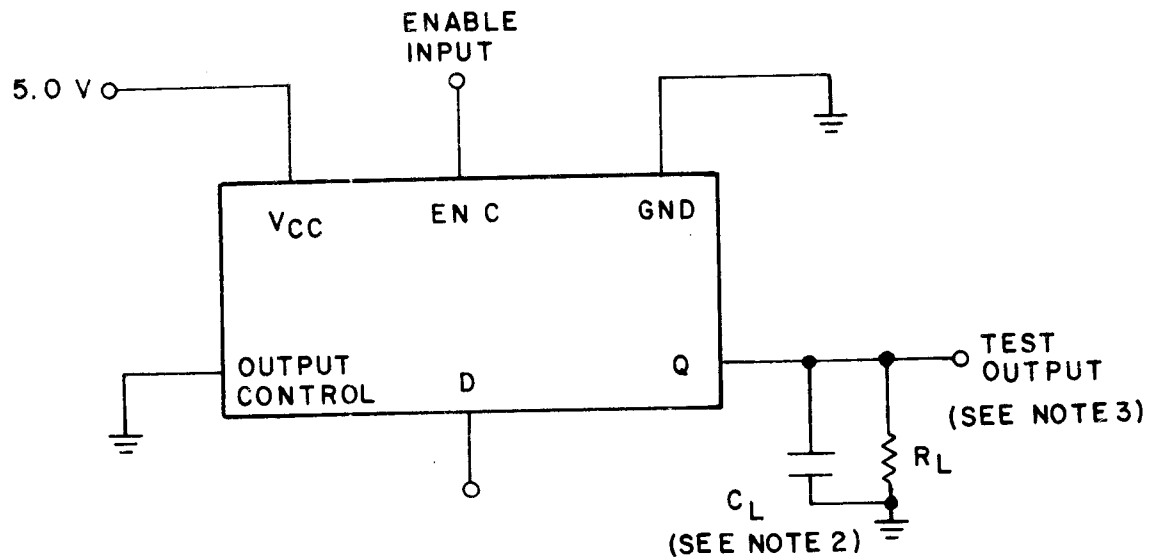 ENABLE
INPUT
5.0 V
VCC
EN C
GND
OUTPUT
CONTROL
D
Q
TEST
OUTPUT
(SEE NOTE 3)
CL
(SEE NOTE 2)
RL